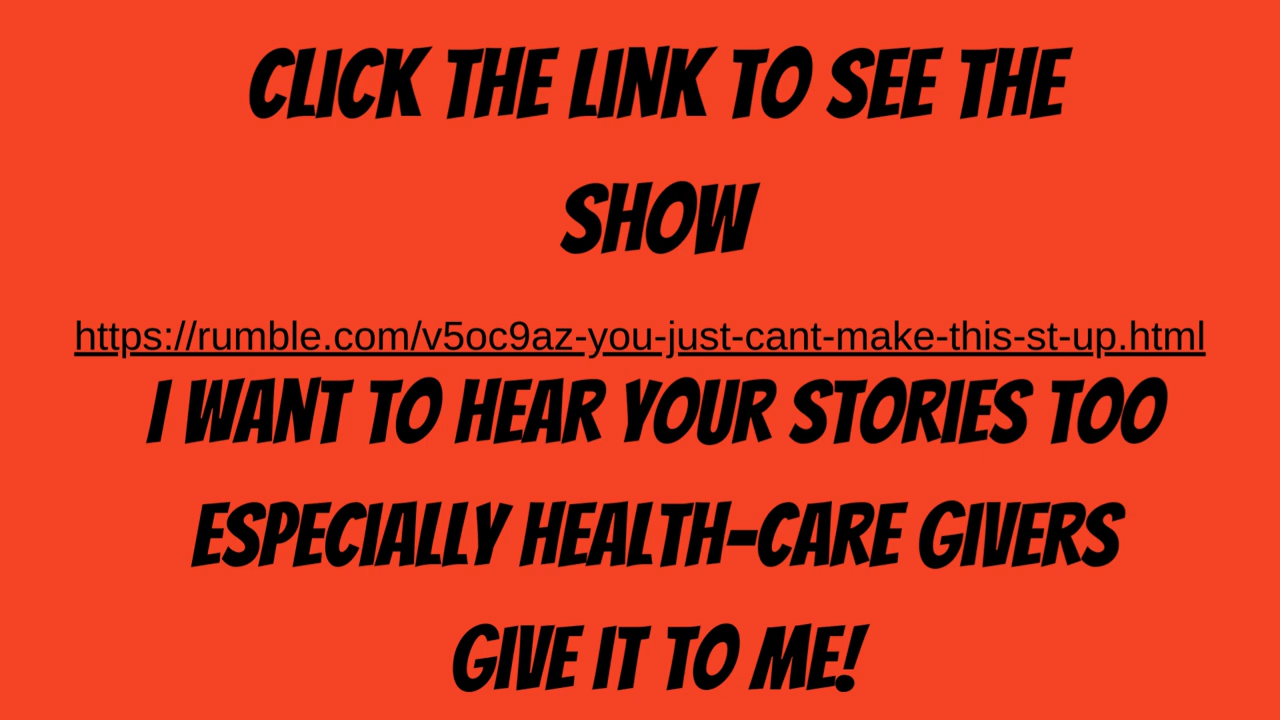 CLICK THE LINK TO SEE THE
SHOW
https://rumble.com/v5oc9az-you-just-cant-make-this-st-up.html
I WANT TO HEAR YOUR STORIES TOO
ESPECIALLY HEALTH-CARE GIVERS
GIVE IT TO ME!